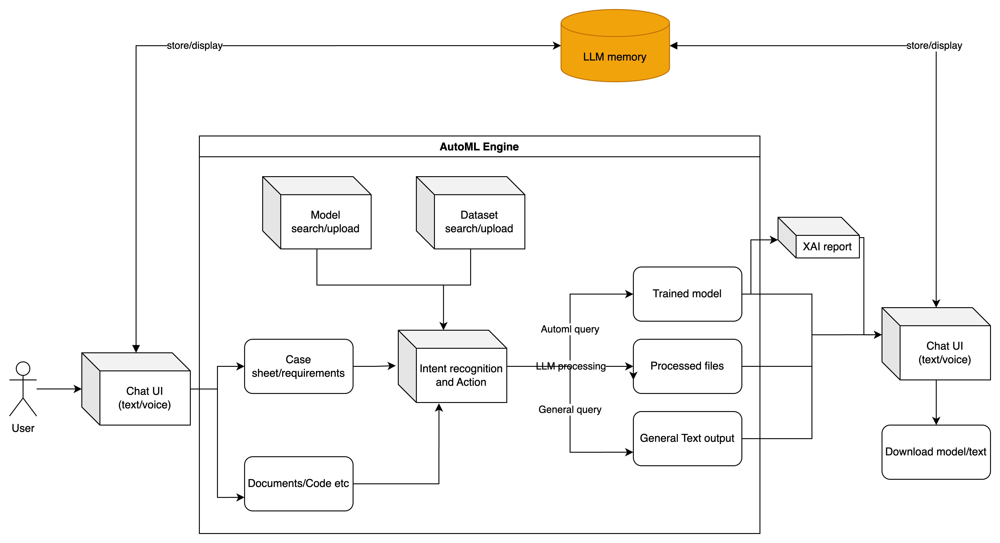 store/display
LLM memory
store/display
AutoML Engine
Model
search/upload
Dataset
search/upload
XAI report
Trained model
Automl query
Case
sheet/requirements
Intent recognition
and Action
LLM processing
Processed files
Chat UI
(text/voice)
Chat UI
(text/voice)
User
General query
General Text output
Download model/text
Documents/Code etc